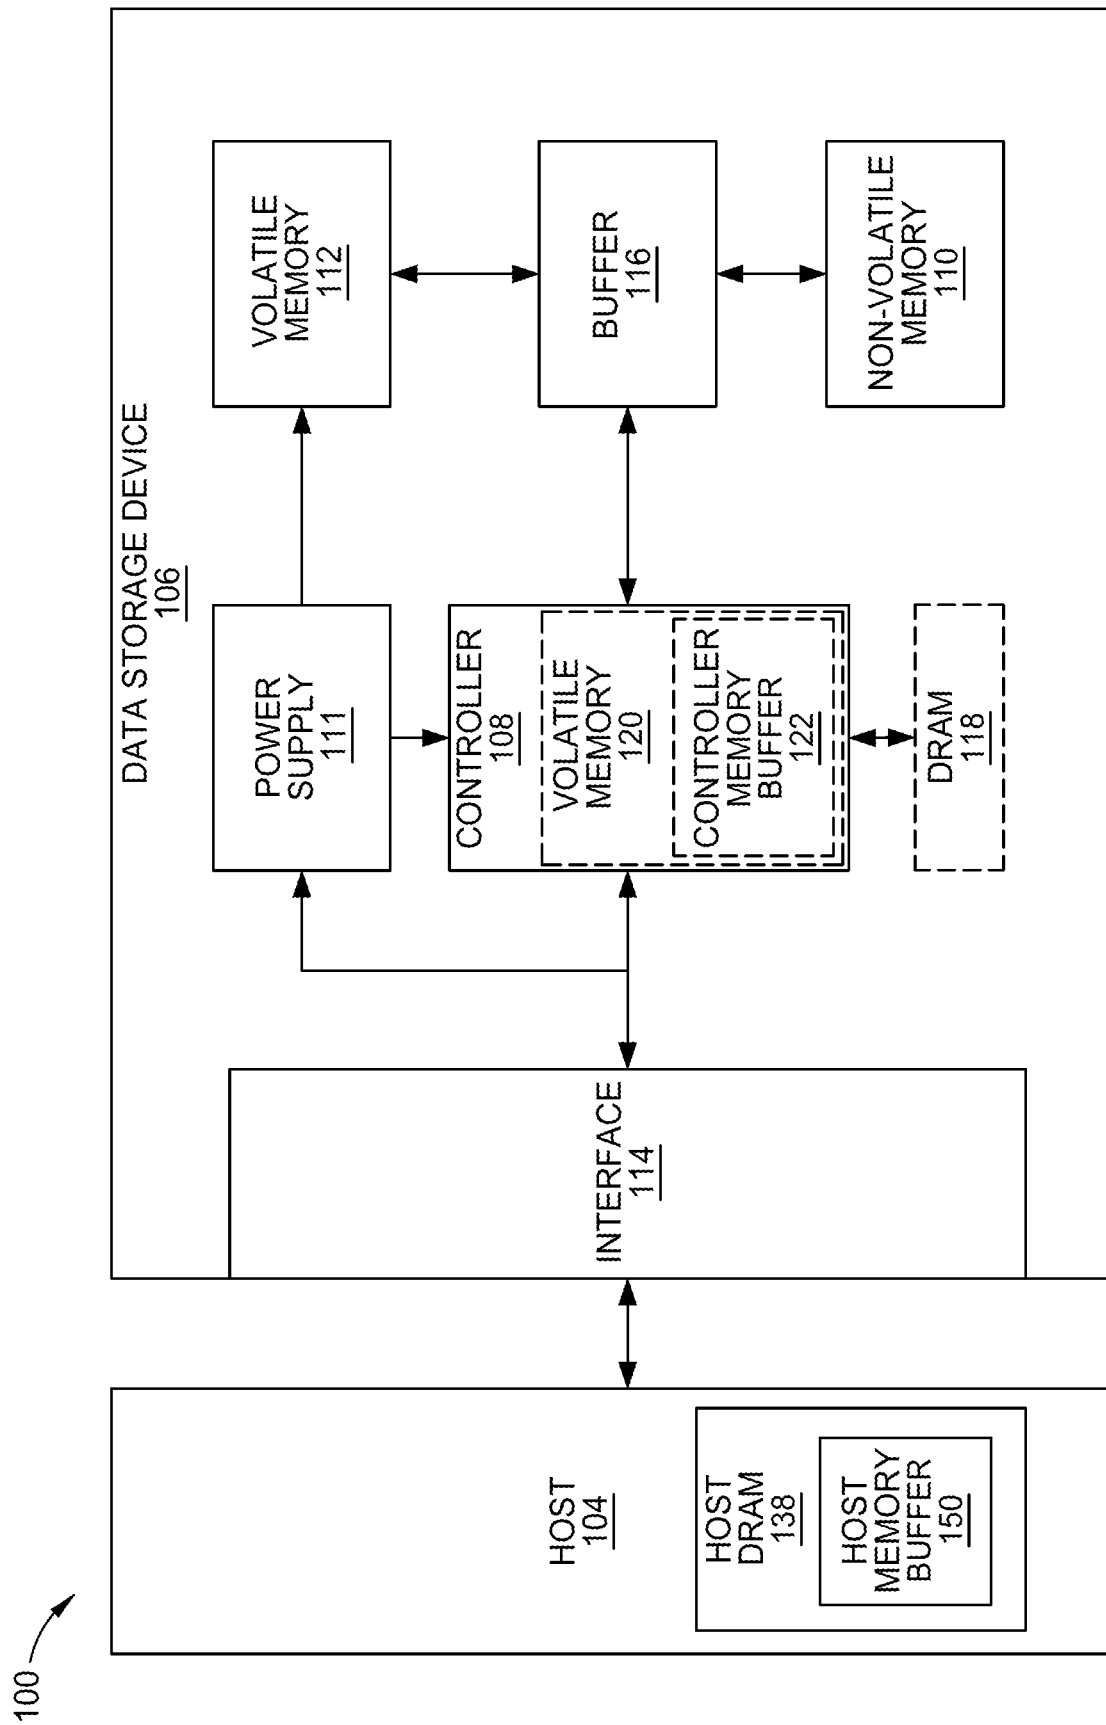 100
HOST
104
HOST
DRAM
138
HOST
MEMORY
BUFFER
150
DATA STORAGE DEVICE
106
INTERFACE
114
POWER
SUPPLY
111
CONTROLLER
108
VOLATILE
MEMORY
120
CONTROLLER
MEMORY
BUFFER
122
DRAM
118
VOLATILE
MEMORY
112
BUFFER
116
NON-VOLATILE
MEMORY
110